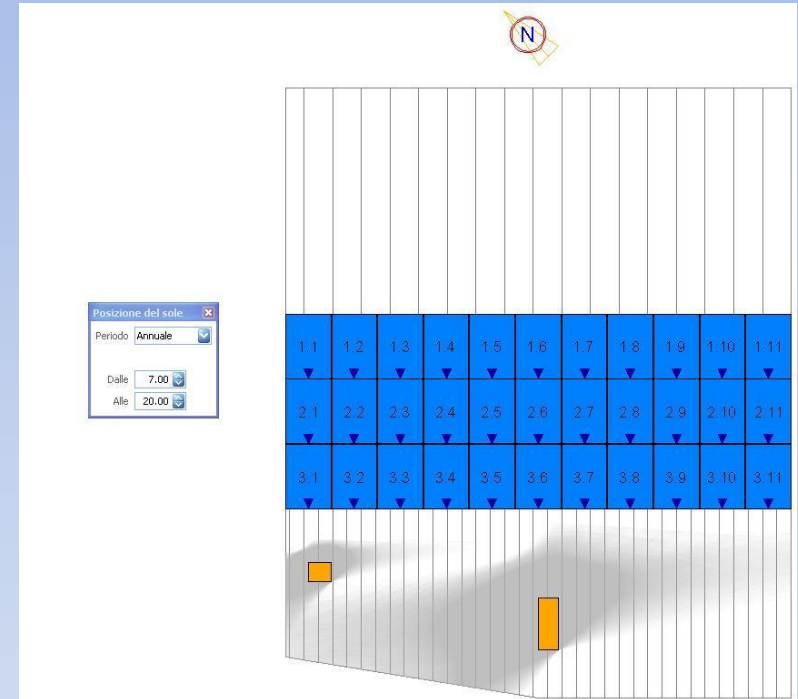 N
Posizione del sole
Periodo Annuale
Dalle 7.00
Alle 20.00
1.1 1.2 1.3 1.4 1.5 1.6 1.7 1.8 1.9 1.10 1.11
2.1 2.2 2.3 2.4 2.5 2.6 2.7 2.8 2.9 2.10 2.11
3.1 3.2 3.3 3.4 3.5 3.6 3.7 3.8 3.9 3.10 3.11